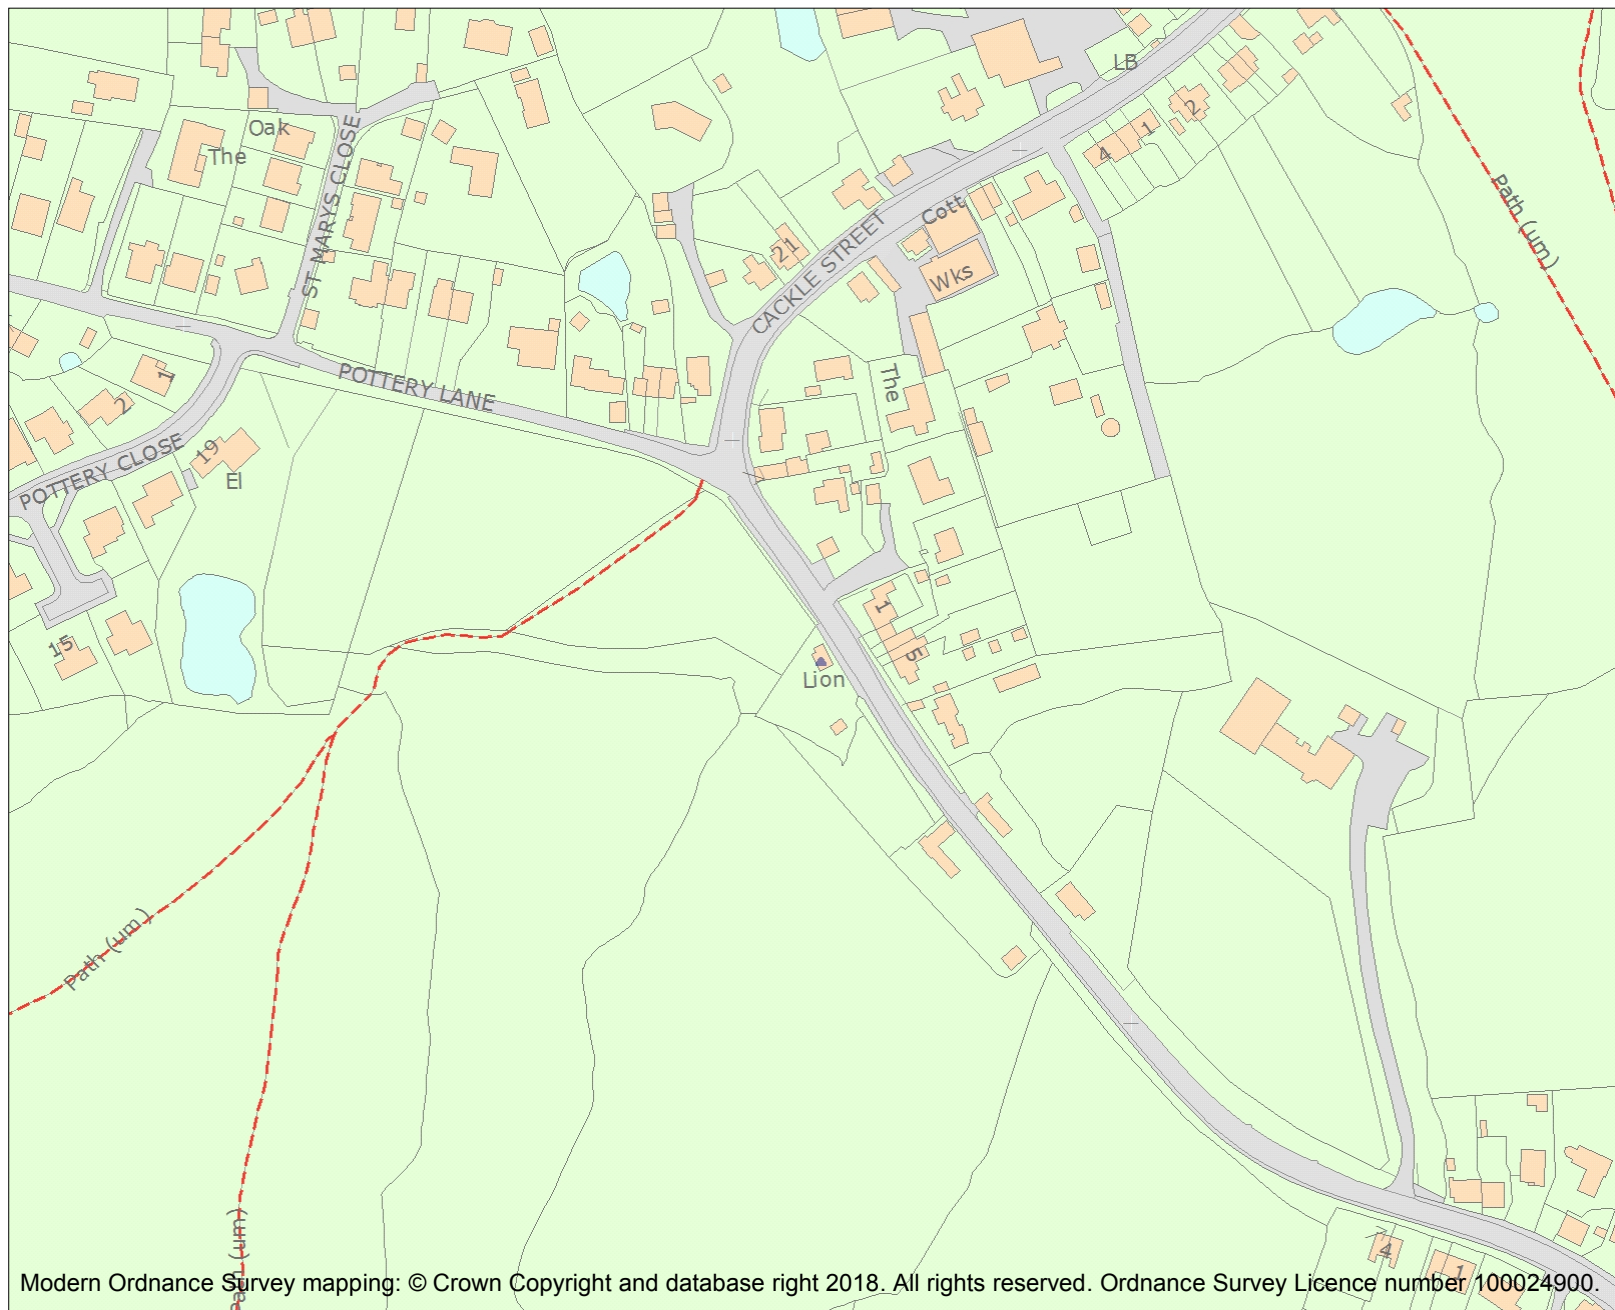 LB
Oak
The
2
1
4
ST MARYS CLOSE
Path (um)
Cott
21
CACKLE STREET
Wks
POTTERY LANE
The
1
2
19
POTTERY CLOSE
El
1
15
5
Lion
Path (um)
Path (um)
7
4
1
Modern Ordnance Survey mapping: © Crown Copyright and database right 2018. All rights reserved. Ordnance Survey Licence number 100024900.